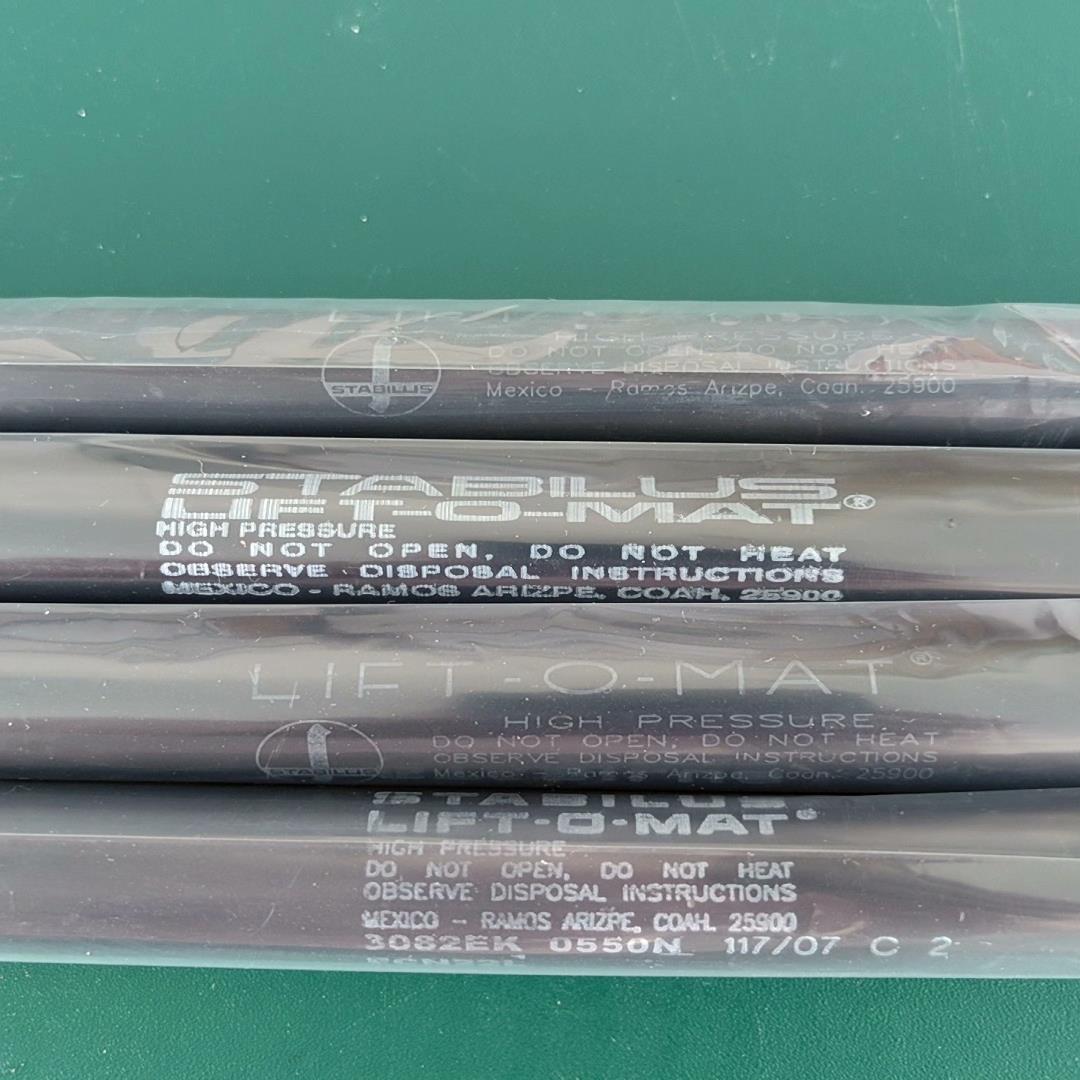 HIGH PRESSURE
DO NOT OPEN, DO NOT HEAT
OBSERVE DISPOSAL INSTRUCTIONS
STABILUS
Mexico - Ramos Arizpe, Coah. 25900
STABILUS
LIFT-O-MAT®
HIGH PRESSURE
DO NOT OPEN, DO NOT HEAT
OBSERVE DISPOSAL INSTRUCTIONS
MEXICO - RAMOS ARIZPE, COAH, 25900
LIFT-O-MAT®
HIGH PRESSURE
DO NOT OPEN, DO NOT HEAT
OBSERVE DISPOSAL INSTRUCTIONS
STABILUS
Mexico - Ramos Arizpe, Coah. 25900
STABILUS
LIFT-O-MAT®
HIGH PRESSURE
DO NOT OPEN, DO NOT HEAT
OBSERVE DISPOSAL INSTRUCTIONS
MEXICO - RAMOS ARIZPE, COAH. 25900
3082EK 0550N 117/07 C 2